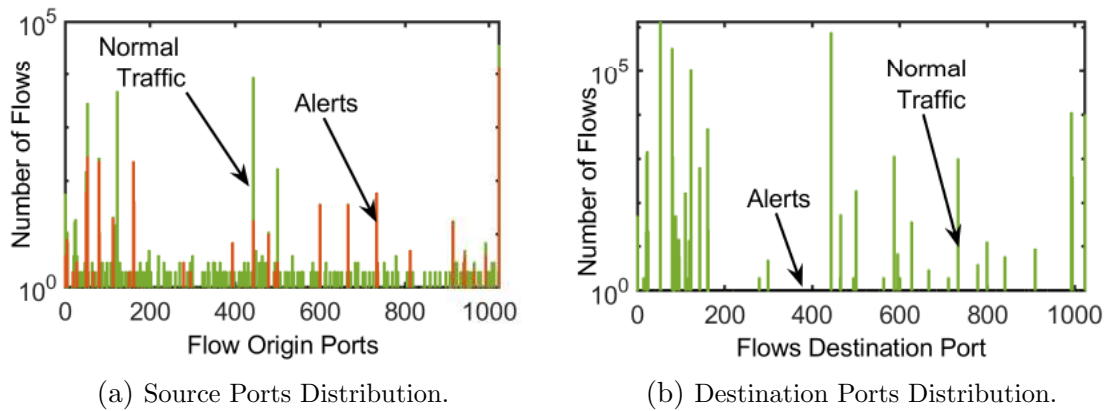 10^5
Normal
Traffic
Alerts
Number of Flows
10^0
0 200 400 600 800 1000
Flow Origin Ports
(a) Source Ports Distribution.
10^5
Normal
Traffic
Alerts
Number of Flows
10^0
0 200 400 600 800 1000
Flows Destination Port
(b) Destination Ports Distribution.